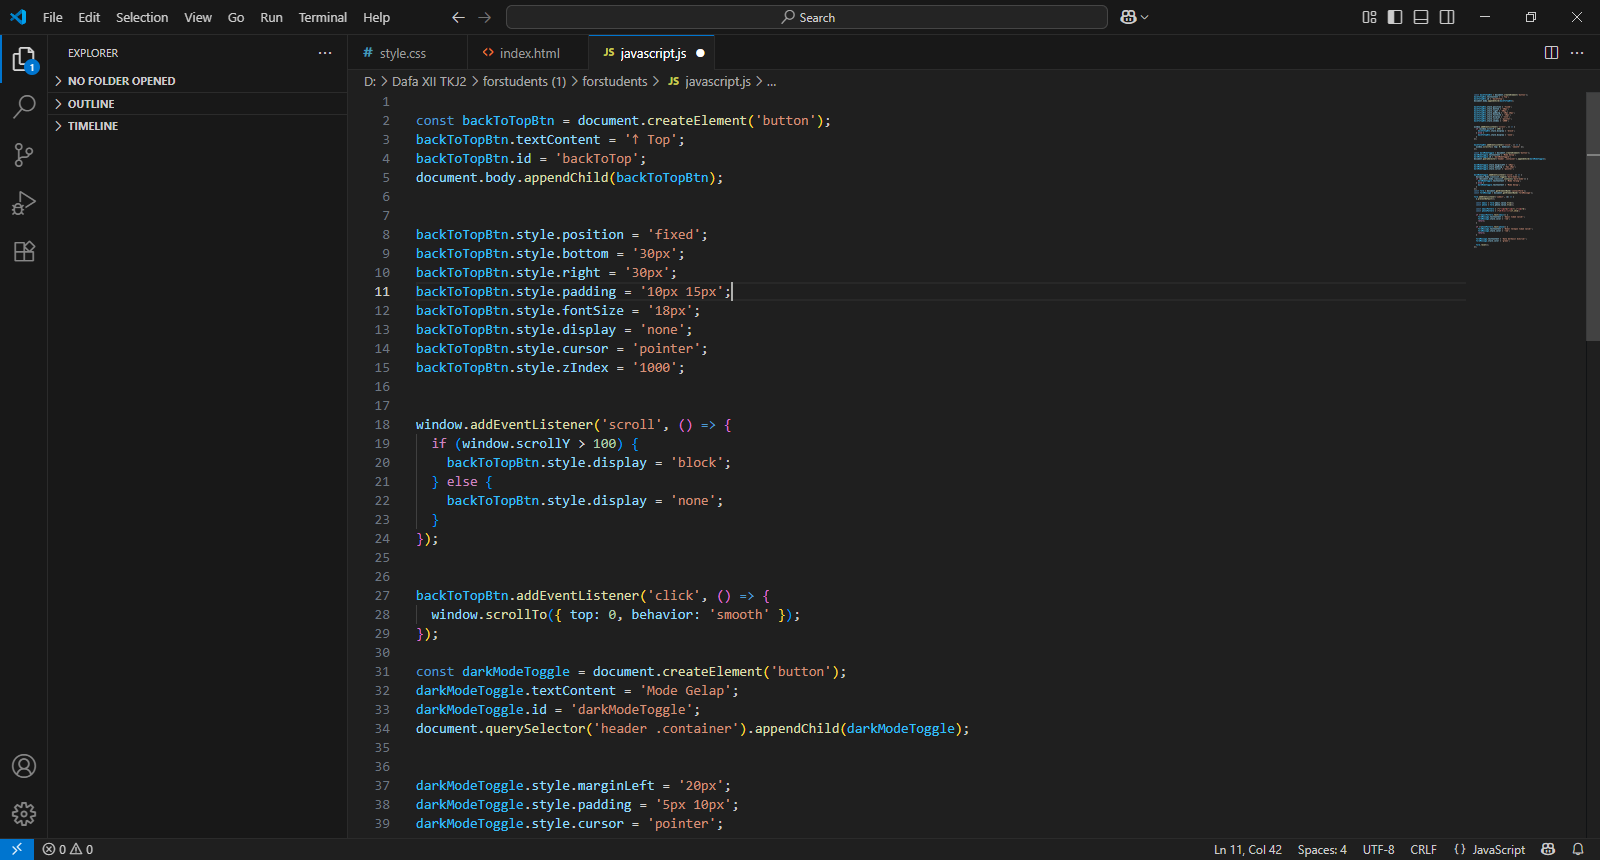 File Edit Selection View Go Run Terminal Help
Search
EXPLORER
NO FOLDER OPENED
OUTLINE
TIMELINE
1
# style.css
<> index.html
JS javascript.js
D: > Dafa XII TKJ2 > forstudents (1) > forstudents > JS javascript.js > ...
1
2 const backToTopBtn = document.createElement('button');
3 backToTopBtn.textContent = '↑ Top';
4 backToTopBtn.id = 'backToTop';
5 document.body.appendChild(backToTopBtn);
6
7
8 backToTopBtn.style.position = 'fixed';
9 backToTopBtn.style.bottom = '30px';
10 backToTopBtn.style.right = '30px';
11 backToTopBtn.style.padding = '10px 15px';
12 backToTopBtn.style.fontSize = '18px';
13 backToTopBtn.style.display = 'none';
14 backToTopBtn.style.cursor = 'pointer';
15 backToTopBtn.style.zIndex = '1000';
16
17
18 window.addEventListener('scroll', () => {
19   if (window.scrollY > 100) {
20     backToTopBtn.style.display = 'block';
21   } else {
22     backToTopBtn.style.display = 'none';
23   }
24 });
25
26
27 backToTopBtn.addEventListener('click', () => {
28   window.scrollTo({ top: 0, behavior: 'smooth' });
29 });
30
31 const darkModeToggle = document.createElement('button');
32 darkModeToggle.textContent = 'Mode Gelap';
33 darkModeToggle.id = 'darkModeToggle';
34 document.querySelector('header .container').appendChild(darkModeToggle);
35
36
37 darkModeToggle.style.marginLeft = '20px';
38 darkModeToggle.style.padding = '5px 10px';
39 darkModeToggle.style.cursor = 'pointer';
0 0
Ln 11, Col 42 Spaces: 4 UTF-8 CRLF {} JavaScript